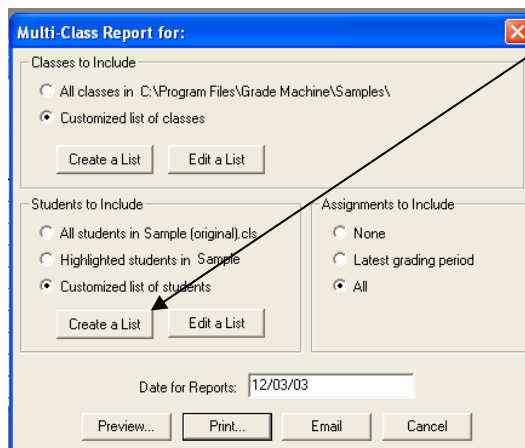 Multi-Class Report for:
Classes to Include
All classes in C:\Program Files\Grade Machine\Samples\
Customized list of classes
Create a List Edit a List
Students to Include
All students in Sample (original).cls
Highlighted students in Sample
Customized list of students
Create a List Edit a List
Assignments to Include
None
Latest grading period
All
Date for Reports: 12/03/03
Preview... Print... Email Cancel